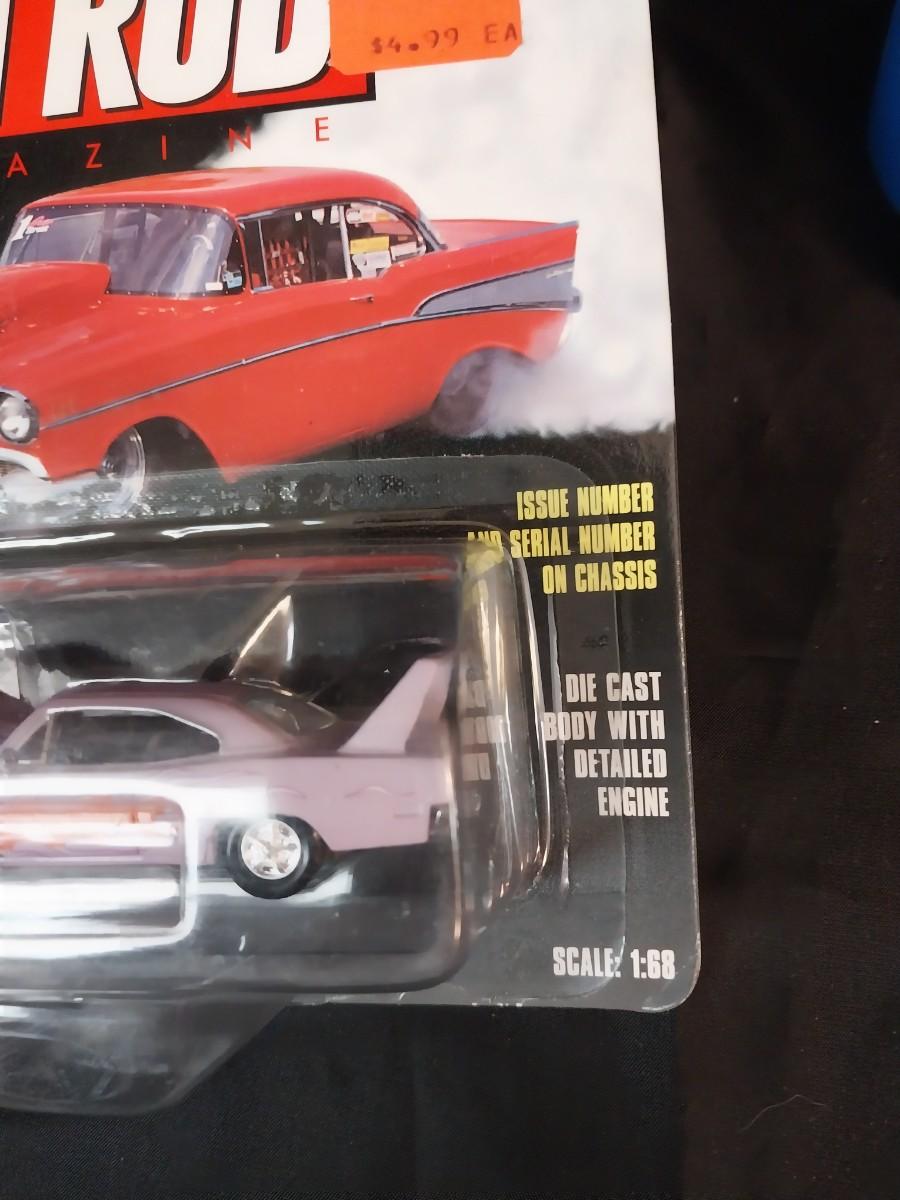 ROD
$4.99 EA
AZINE
ISSUE NUMBER
AND SERIAL NUMBER
ON CHASSIS
DIE CAST
BODY WITH
DETAILED
ENGINE
SCALE: 1:68